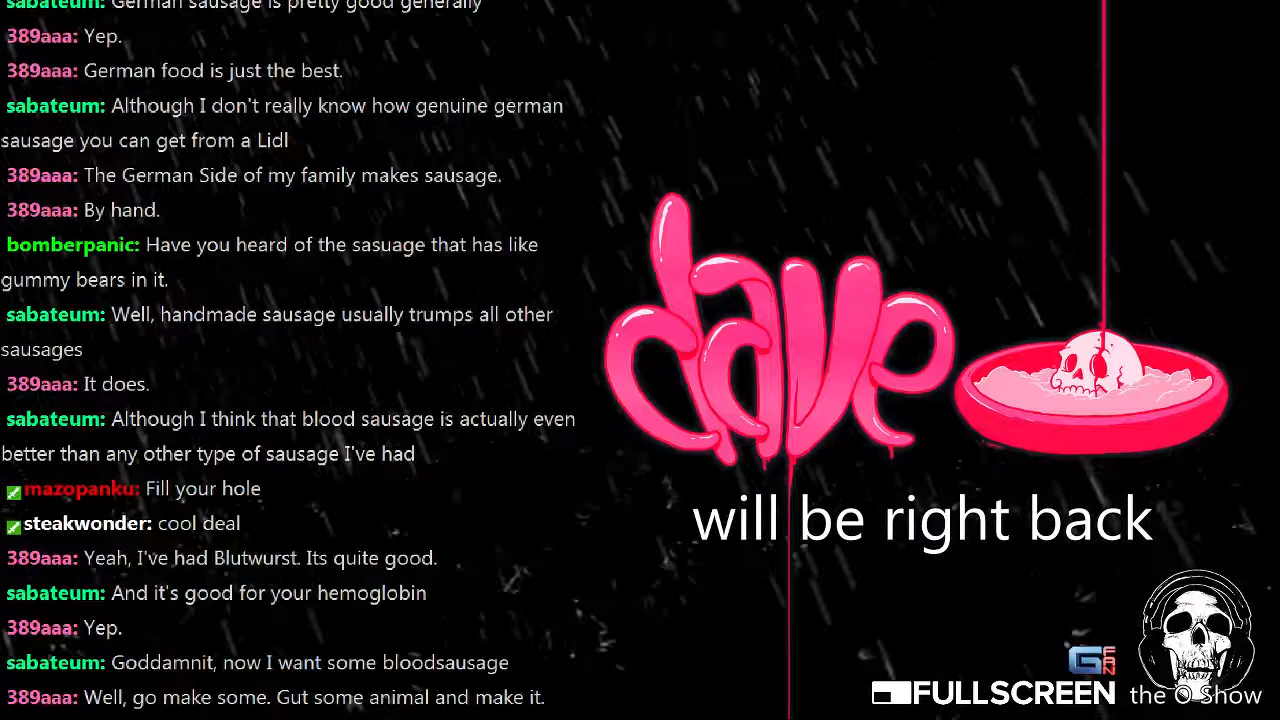 sabateum: German sausage is pretty good generally
389aaa: Yep.
389aaa: German food is just the best.
sabateum: Although I don't really know how genuine german
sausage you can get from a Lidl
389aaa: The German Side of my family makes sausage.
389aaa: By hand.
bomberpanic: Have you heard of the sasuage that has like
gummy bears in it.
sabateum: Well, handmade sausage usually trumps all other
sausages
389aaa: It does.
sabateum: Although I think that blood sausage is actually even
better than any other type of sausage I've had
mazopanku: Fill your hole
steakwonder: cool deal
389aaa: Yeah, I've had Blutwurst. Its quite good.
sabateum: And it's good for your hemoglobin
389aaa: Yep.
sabateum: Goddamnit, now I want some bloodsausage
389aaa: Well, go make some. Gut some animal and make it.
dave
will be right back
G FAN
FULLSCREEN
the O Show